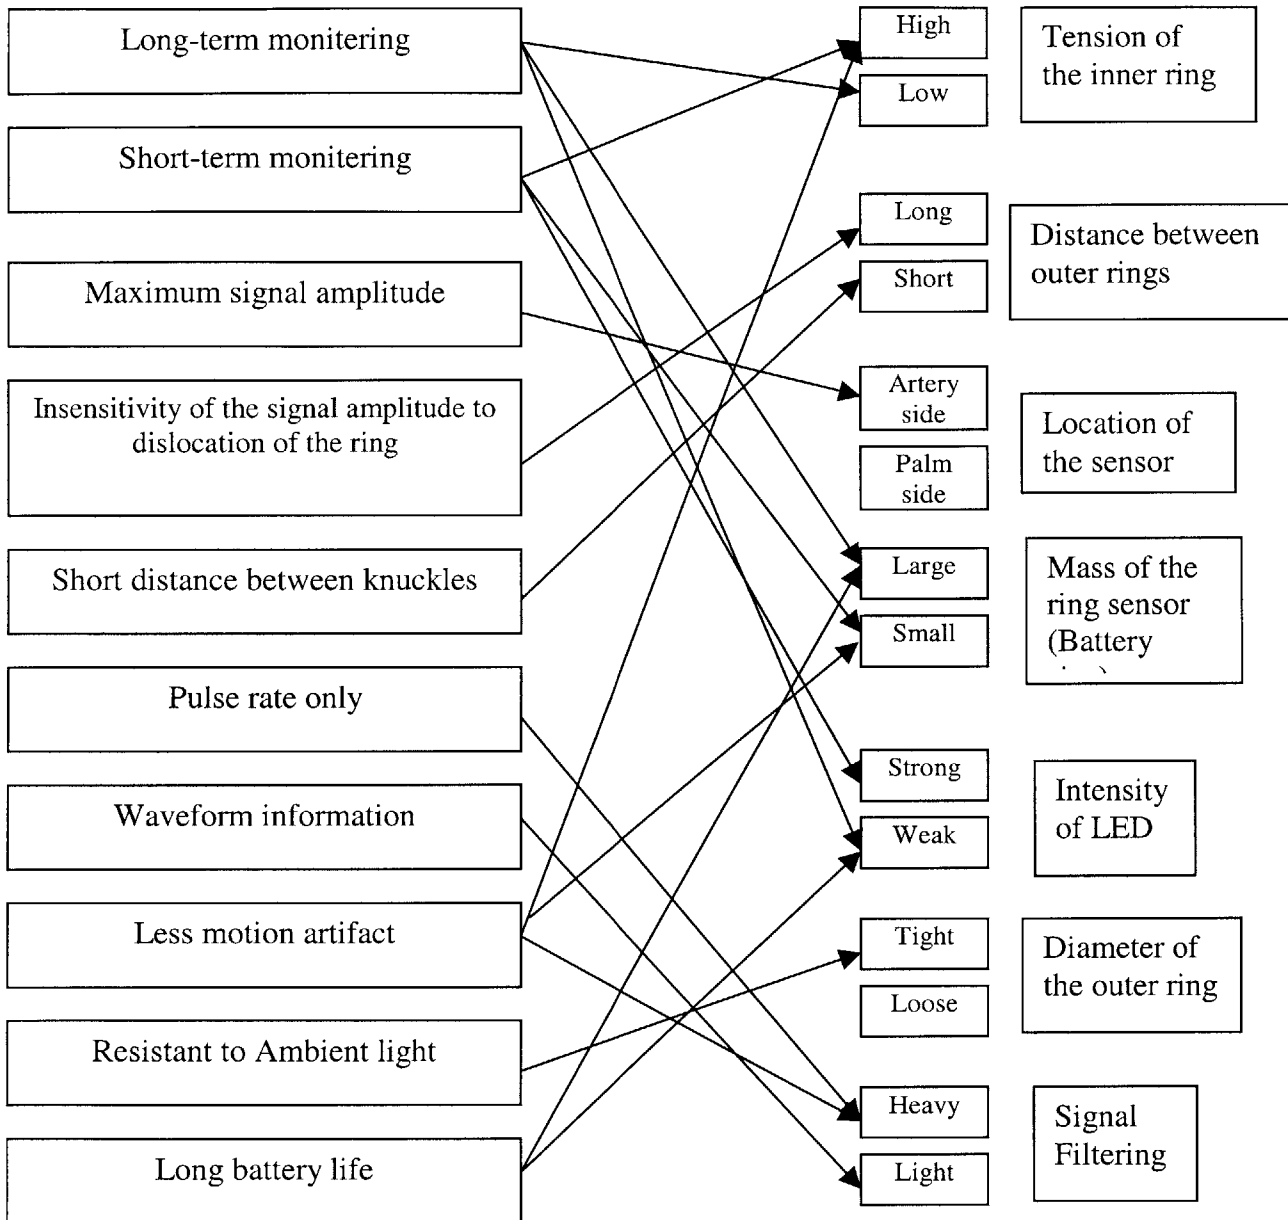 Long-term monitering
Short-term monitering
Maximum signal amplitude
Insensitivity of the signal amplitude to
dislocation of the ring
Short distance between knuckles
Pulse rate only
Waveform information
Less motion artifact
Resistant to Ambient light
Long battery life
High
Low
Long
Short
Artery
side
Palm
side
Large
Small
Strong
Weak
Tight
Loose
Heavy
Light
Tension of
the inner ring
Distance between
outer rings
Location of
the sensor
Mass of the
ring sensor
(Battery
Intensity
of LED
Diameter of
the outer ring
Signal
Filtering